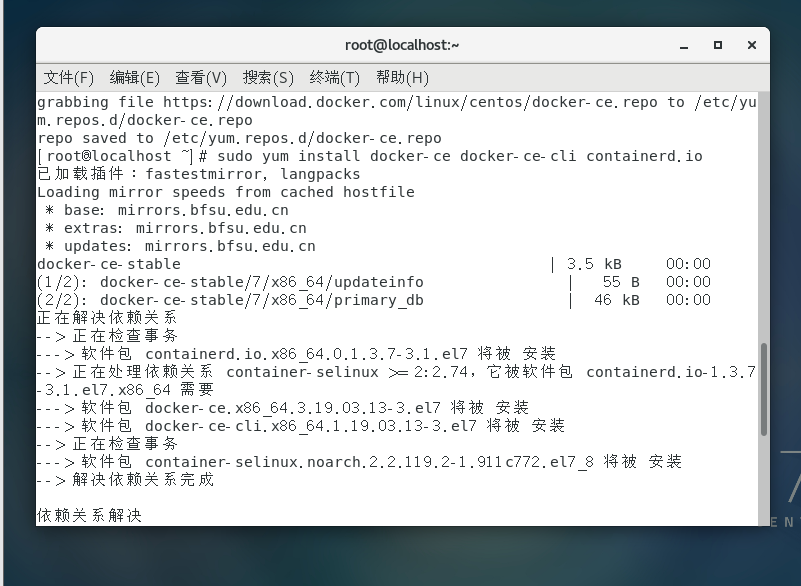 root@localhost:~
文件(F) 编辑(E) 查看(V) 搜索(S) 终端(T) 帮助(H)
grabbing file https://download.docker.com/linux/centos/docker-ce.repo to /etc/yu
m.repos.d/docker-ce.repo
repo saved to /etc/yum.repos.d/docker-ce.repo
[root@localhost ~]# sudo yum install docker-ce docker-ce-cli containerd.io
已加载插件：fastestmirror, langpacks
Loading mirror speeds from cached hostfile
 * base: mirrors.bfsu.edu.cn
 * extras: mirrors.bfsu.edu.cn
 * updates: mirrors.bfsu.edu.cn
docker-ce-stable | 3.5 kB 00:00
(1/2): docker-ce-stable/7/x86_64/updateinfo | 55 B 00:00
(2/2): docker-ce-stable/7/x86_64/primary_db | 46 kB 00:00
正在解决依赖关系
--> 正在检查事务
---> 软件包 containerd.io.x86_64.0.1.3.7-3.1.el7 将被 安装
--> 正在处理依赖关系 container-selinux >= 2:2.74，它被软件包 containerd.io-1.3.7
-3.1.el7.x86_64 需要
---> 软件包 docker-ce.x86_64.3.19.03.13-3.el7 将被 安装
---> 软件包 docker-ce-cli.x86_64.1.19.03.13-3.el7 将被 安装
--> 正在检查事务
---> 软件包 container-selinux.noarch.2.2.119.2-1.911c772.el7_8 将被 安装
--> 解决依赖关系完成
依赖关系解决
7
ENT